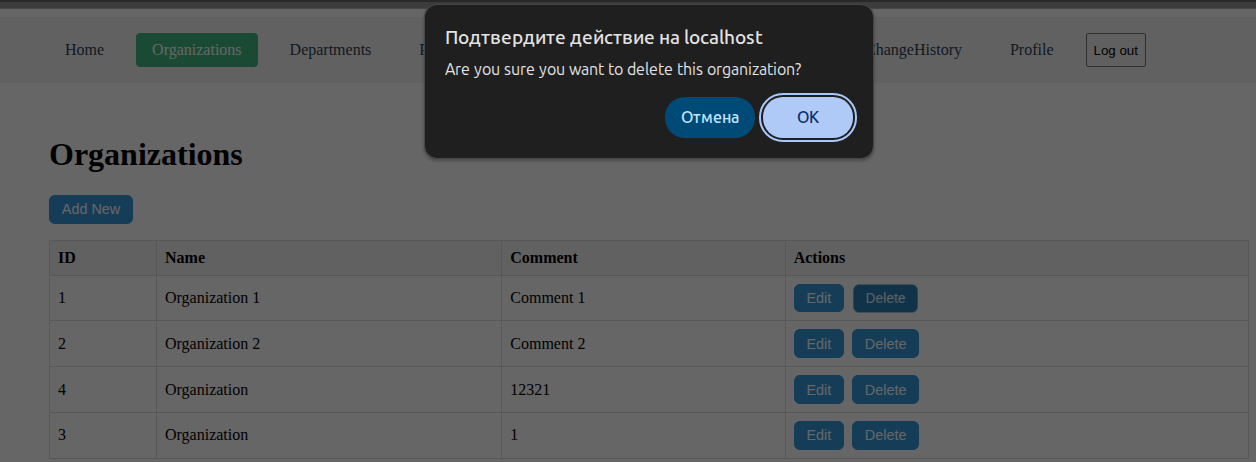 Подтвердите действие на localhost
Are you sure you want to delete this organization?
Отмена OK
Home Organizations Departments hangeHistory Profile Log out
Organizations
Add New
ID Name Comment Actions
1 Organization 1 Comment 1 Edit Delete
2 Organization 2 Comment 2 Edit Delete
4 Organization 12321 Edit Delete
3 Organization 1 Edit Delete